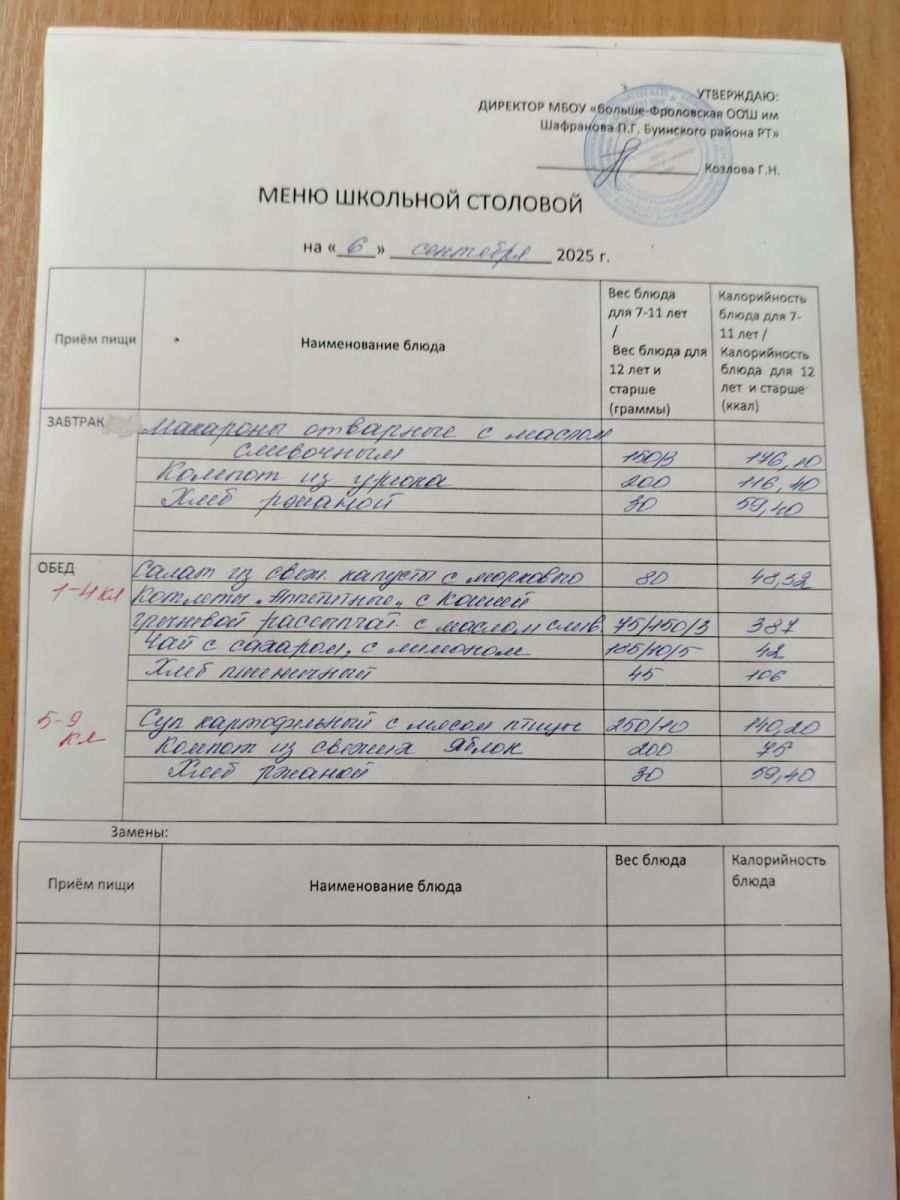 УТВЕРЖДАЮ:
ДИРЕКТОР МБОУ «Больше-Фроловская ООШ им
Шафранова П.Г. Буинского района РТ»
Козлова Г.Н.
МЕНЮ ШКОЛЬНОЙ СТОЛОВОЙ
на « 6 » сентября 2025 г.
Приём пищи
Наименование блюда
Вес блюда
для 7-11 лет
/
Вес блюда для
12 лет и
старше
(граммы)
Калорийность
блюда для 7-
11 лет /
Калорийность
блюда для 12
лет и старше
(ккал)
ЗАВТРАК
Макароны отварные с маслом
сливочным 150/3 146,10
Компот из урюка 200 116,40
Хлеб ржаной 30 59,40
ОБЕД
1-4 кл
Салат из свеж. капусты с морковью 80 48,32
Котлеты „Аппетитные„ с кашей
гречневой рассыпчат. с маслом слив. 75/150/3 387
Чай с сахаром, с лимоном 185/10/5 42
Хлеб пшеничный 45 106
5-9
кл
Суп картофельный с мясом птицы 250/10 140,20
Компот из свежих яблок 200 75
Хлеб ржаной 30 59,40
Замены:
Приём пищи
Наименование блюда
Вес блюда
Калорийность
блюда